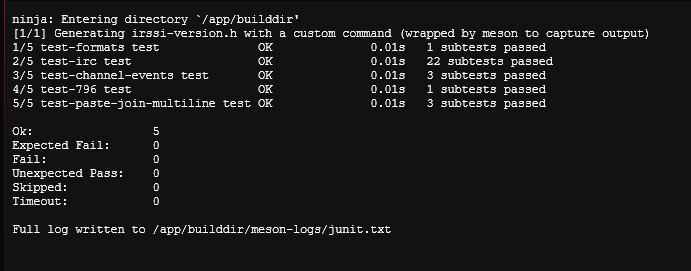 ninja: Entering directory `/app/builddir'
[1/1] Generating irssi-version.h with a custom command (wrapped by meson to capture output)
1/5 test-formats test OK 0.01s 1 subtests passed
2/5 test-irc test OK 0.01s 22 subtests passed
3/5 test-channel-events test OK 0.01s 3 subtests passed
4/5 test-796 test OK 0.01s 1 subtests passed
5/5 test-paste-join-multiline test OK 0.01s 3 subtests passed
Ok: 5
Expected Fail: 0
Fail: 0
Unexpected Pass: 0
Skipped: 0
Timeout: 0
Full log written to /app/builddir/meson-logs/junit.txt